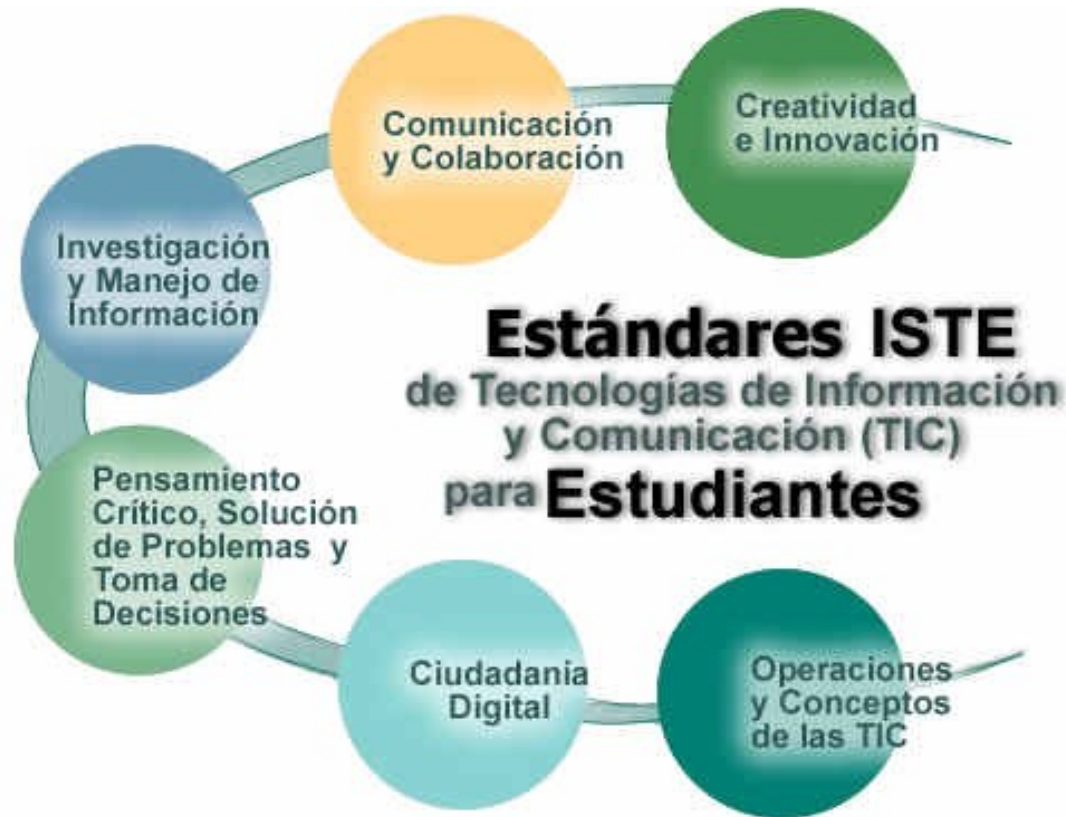 Comunicación
y Colaboración
Creatividad
e Innovación
Investigación
y Manejo de
Información
Estándares ISTE
de Tecnologías de Información
y Comunicación (TIC)
para Estudiantes
Pensamiento
Crítico, Solución
de Problemas y
Toma de
Decisiones
Ciudadanía
Digital
Operaciones
y Conceptos
de las TIC